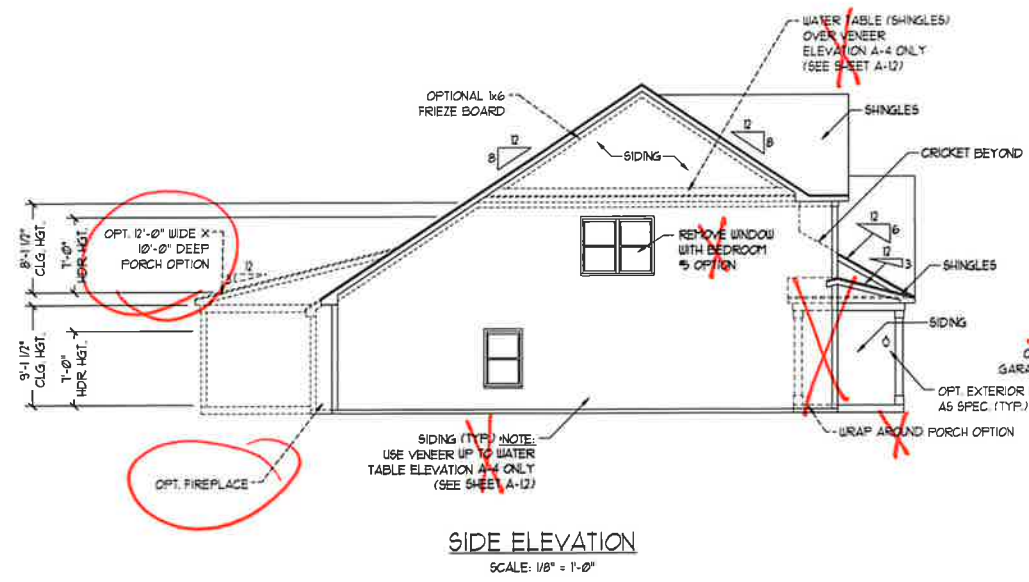 WATER TABLE (SHINGLES)
OVER VENEER
ELEVATION A-4 ONLY
(SEE SHEET A-12)
OPTIONAL 1x6
FRIEZE BOARD
SHINGLES
12
8
12
8
SIDING
CRICKET BEYOND
8'-1 1/2"
CLG. HGT.
7'-0"
HDR. HGT.
OPT. 12'-0" WIDE X
10'-0" DEEP
PORCH OPTION
12
3
REMOVE WINDOW
WITH BEDROOM
#5 OPTION
12
6
12
3
SHINGLES
9'-1 1/2"
CLG. HGT.
7'-0"
HDR. HGT.
SIDING
OPT. EXTERIOR
AS SPEC. (TYP.)
WRAP AROUND PORCH OPTION
SIDING (TYP.) NOTE:
USE VENEER UP TO WATER
TABLE ELEVATION A-4 ONLY
(SEE SHEET A-12)
OPT. FIREPLACE
SIDE ELEVATION
SCALE: 1/8" = 1'-0"